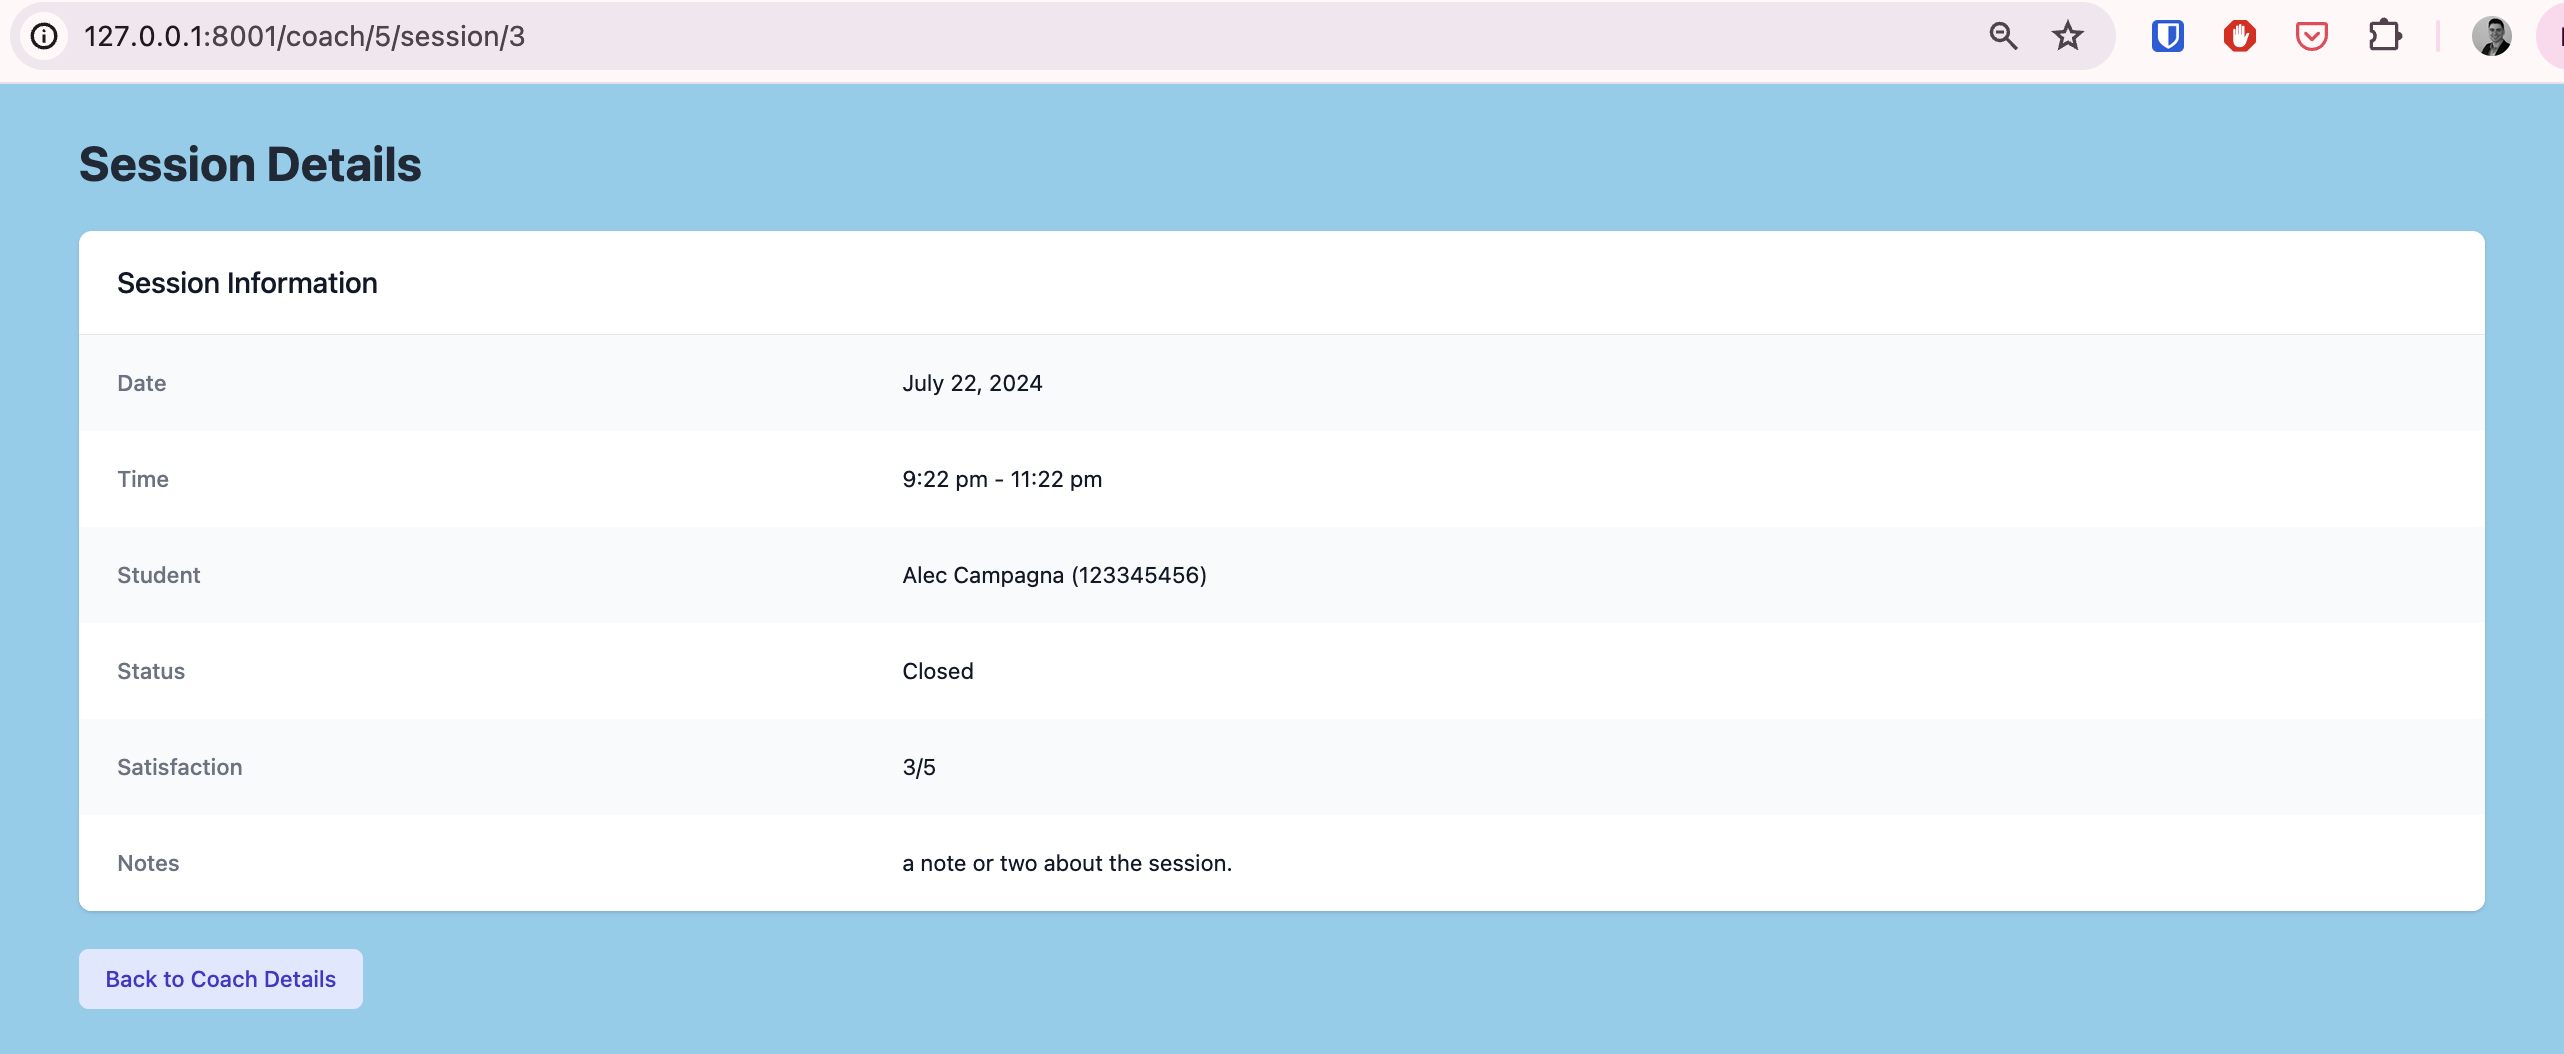 127.0.0.1:8001/coach/5/session/3
Session Details
Session Information
Date July 22, 2024
Time 9:22 pm - 11:22 pm
Student Alec Campagna (123345456)
Status Closed
Satisfaction 3/5
Notes a note or two about the session.
Back to Coach Details